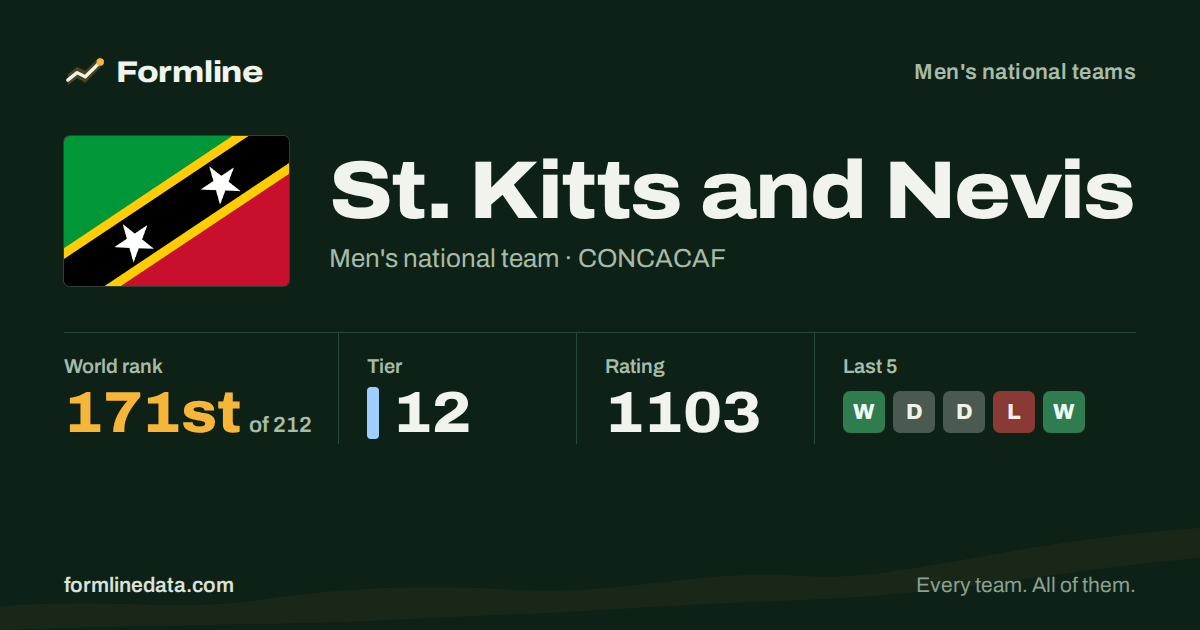 Formline
Men's national teams
St. Kitts and Nevis
Men's national team · CONCACAF
World rank
171st of 212
Tier
12
Rating
1103
Last 5
W D D L W
formlinedata.com
Every team. All of them.